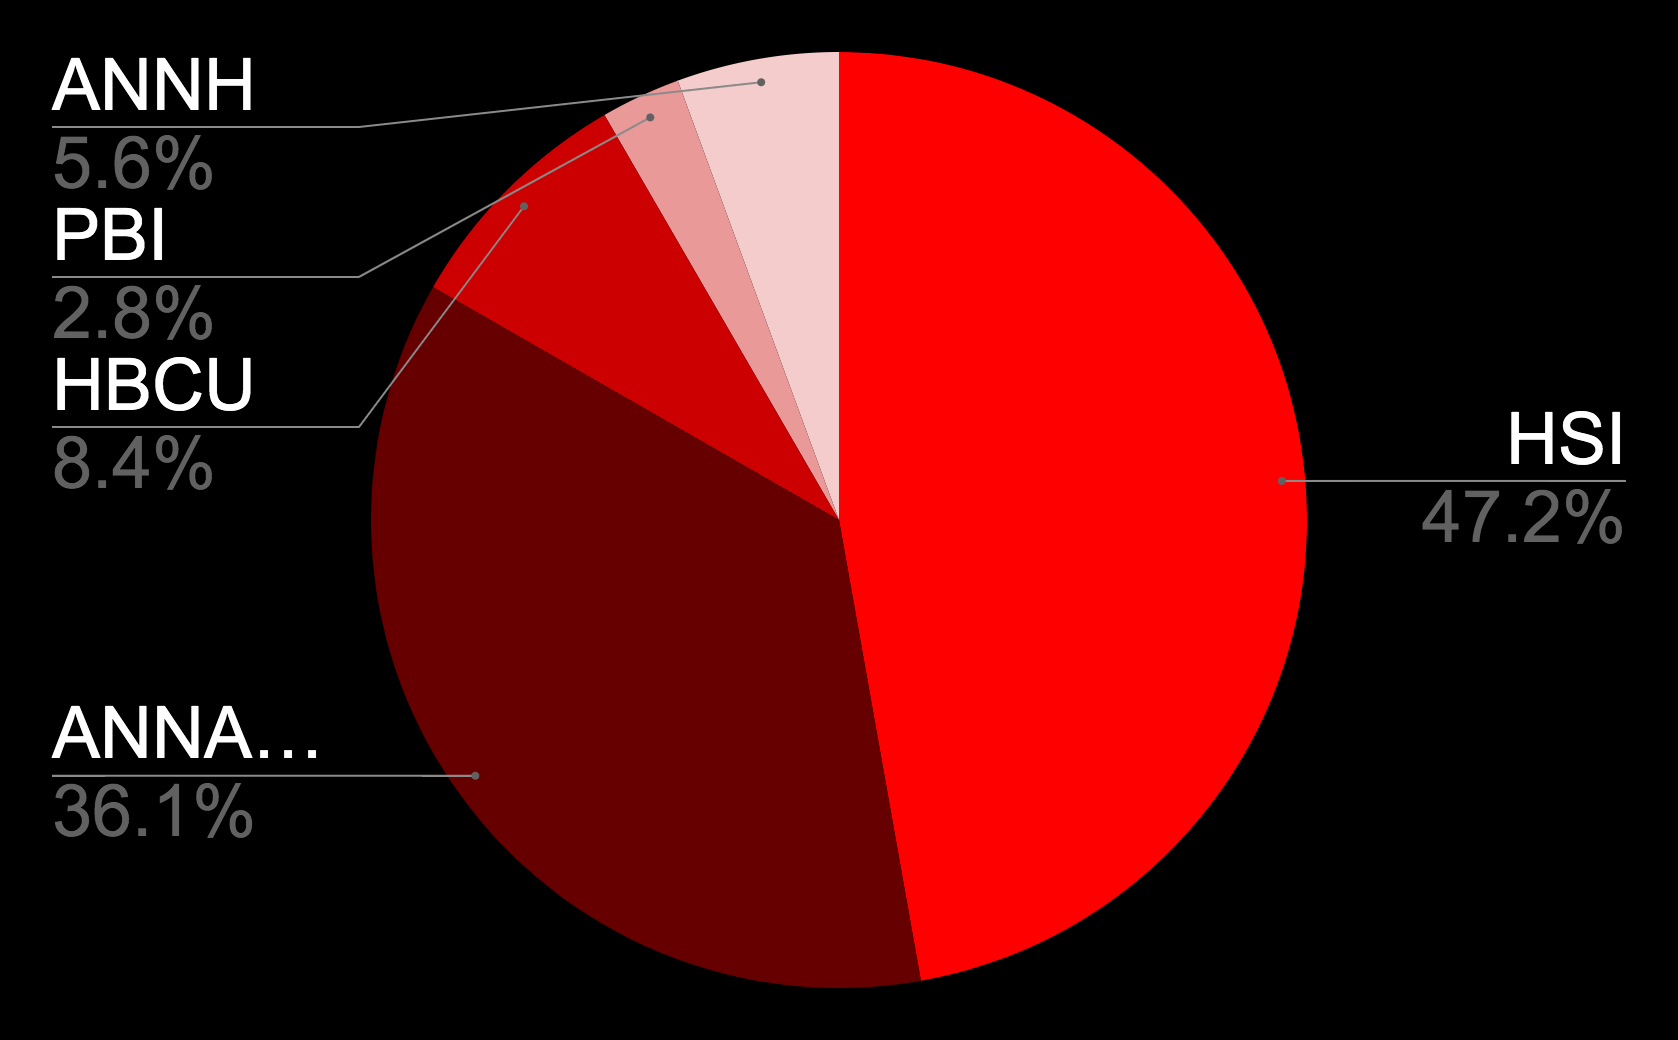 ANNH
5.6%
PBI
2.8%
HBCU
8.4%
ANNA…
36.1%
HSI
47.2%